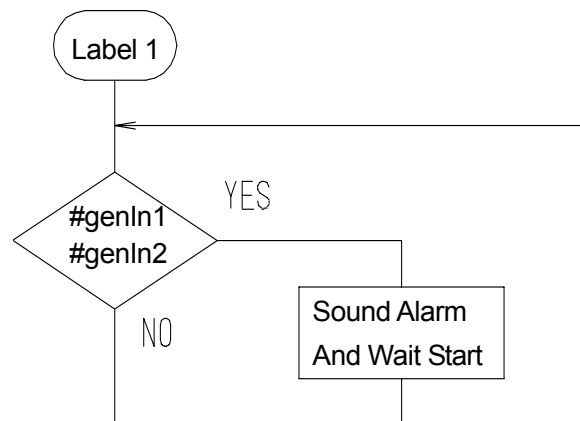 Label 1
YES
#genIn1
#genIn2
Sound Alarm
And Wait Start
NO